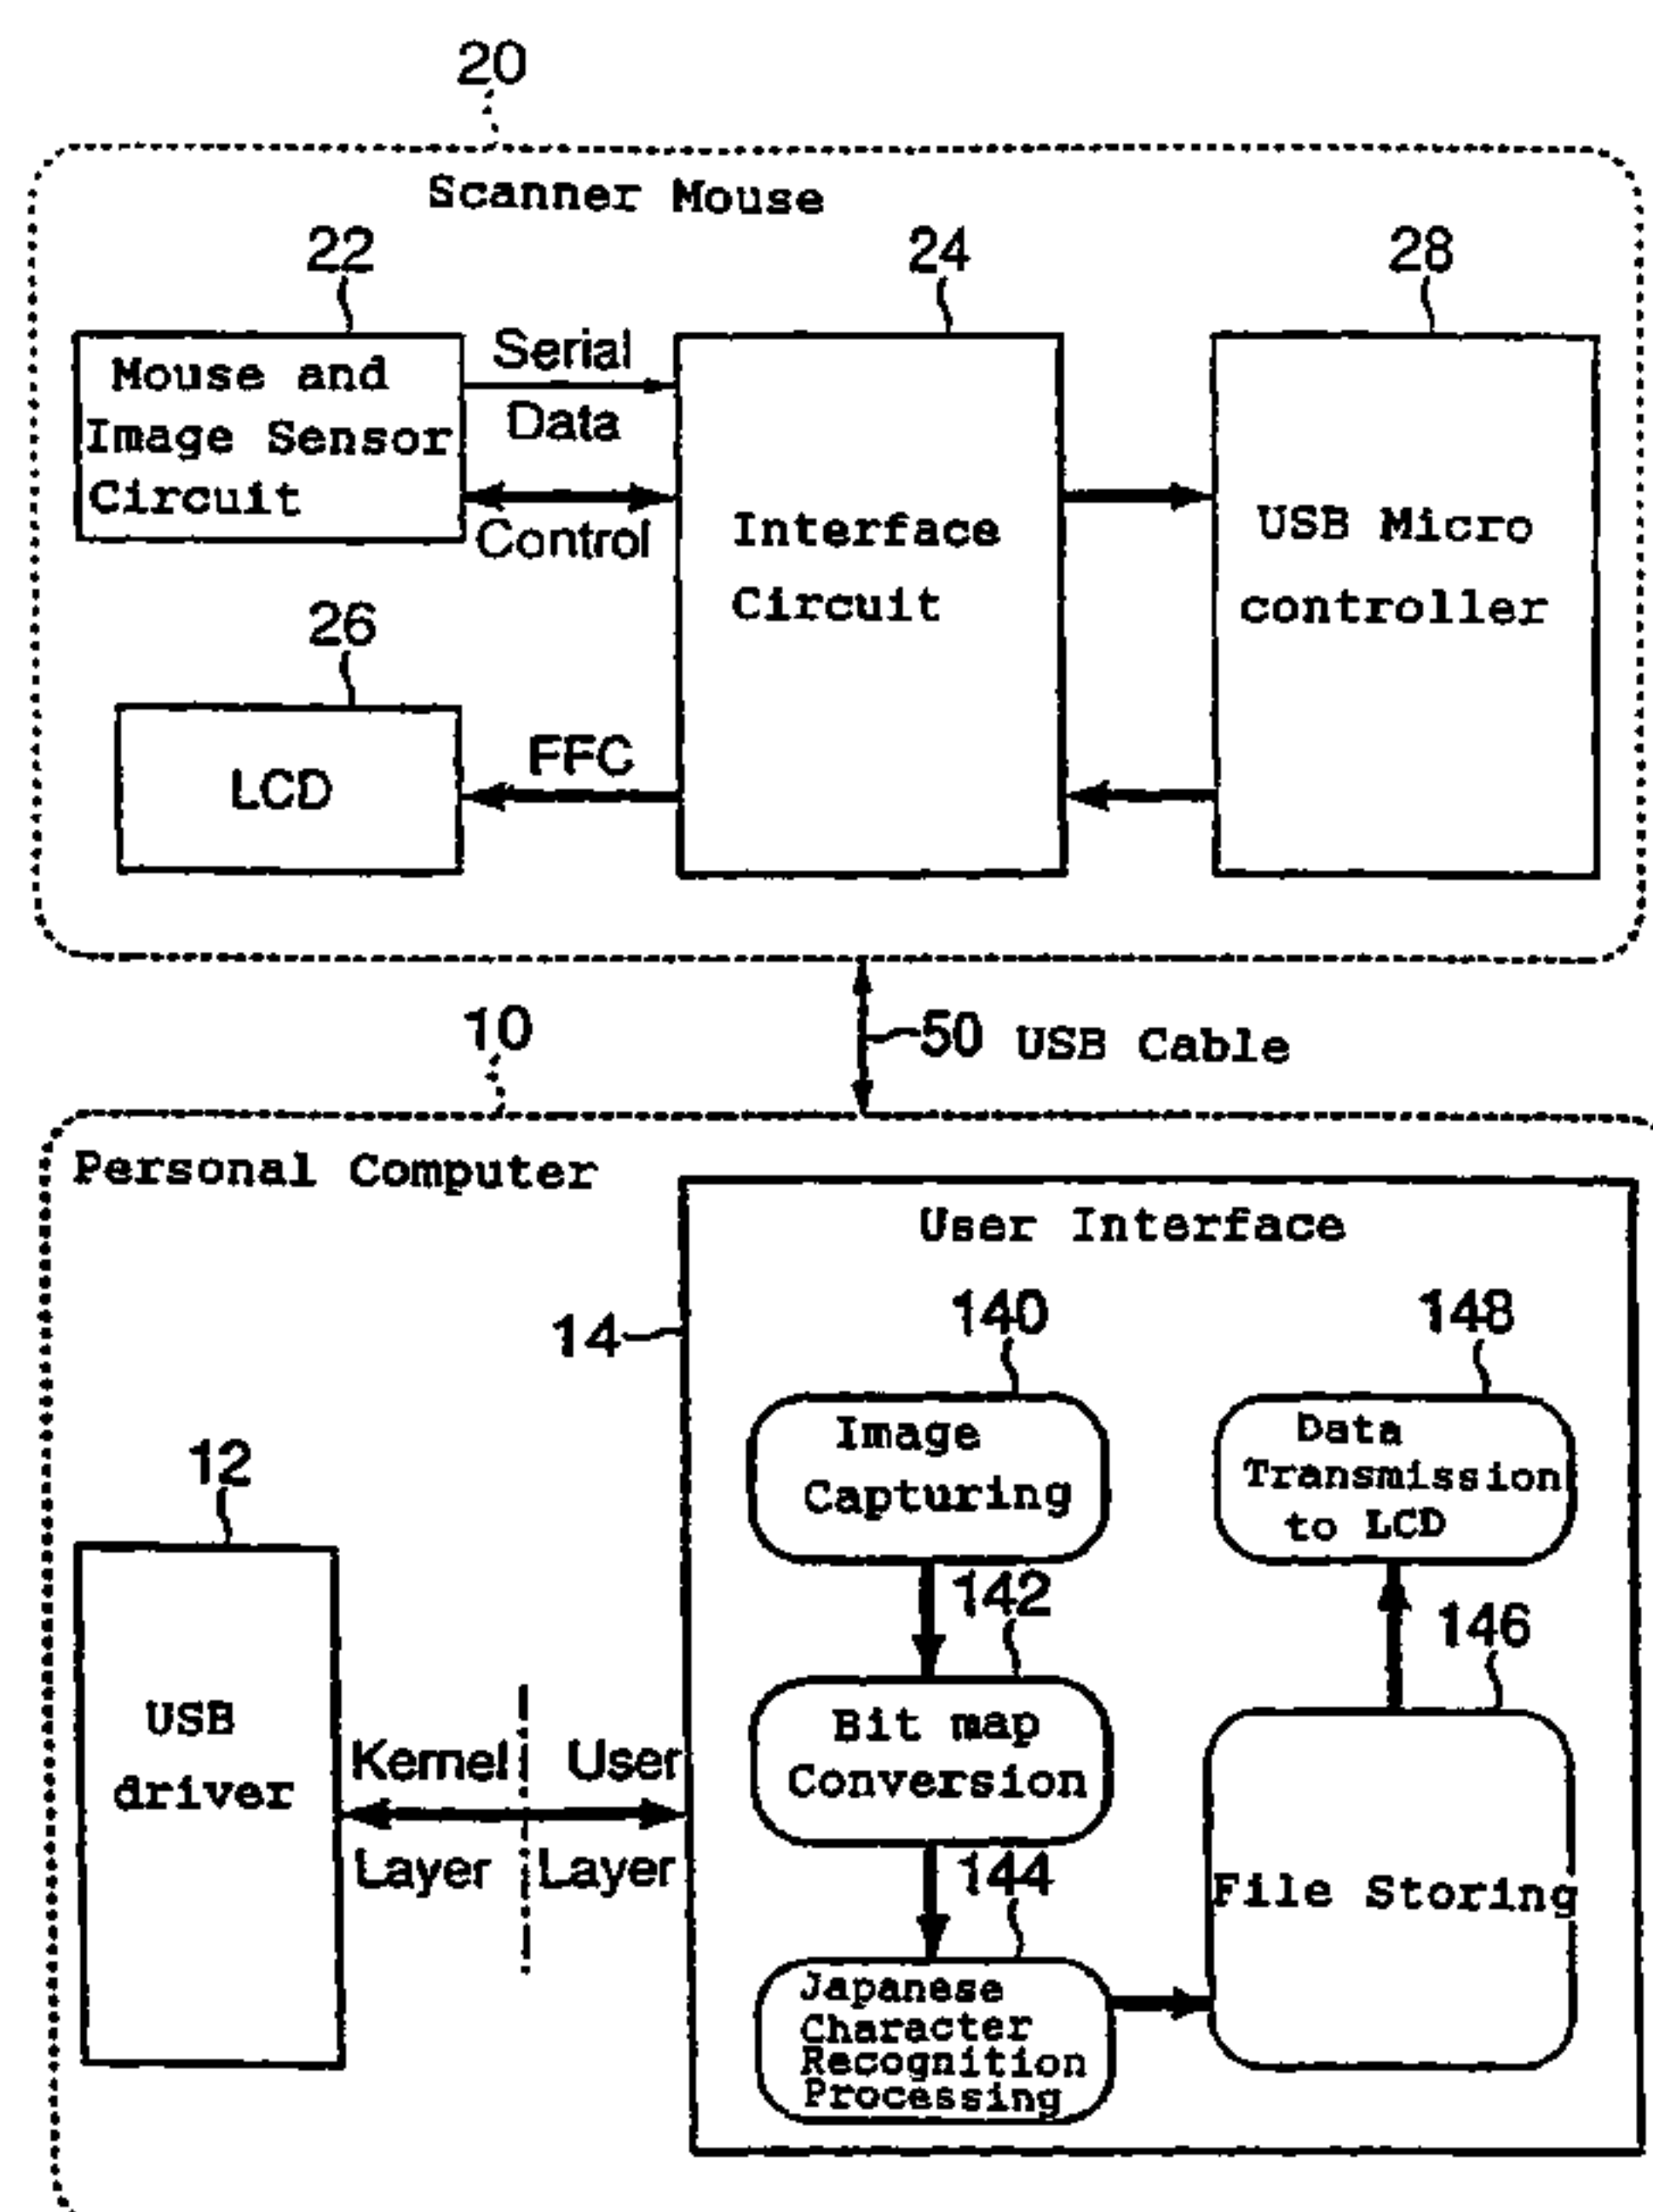 20
Scanner Mouse
22
24
28
Mouse and
Image Sensor
Circuit
Serial
Data
Control
Interface
Circuit
USB Micro
controller
26
LCD
FFC
50 USB Cable
10
Personal Computer
User Interface
14
140
148
Image
Capturing
Data
Transmission
to LCD
12
142
146
USB
driver
Kernel
Layer
User
Layer
Bit map
Conversion
144
File Storing
Japanese
Character
Recognition
Processing